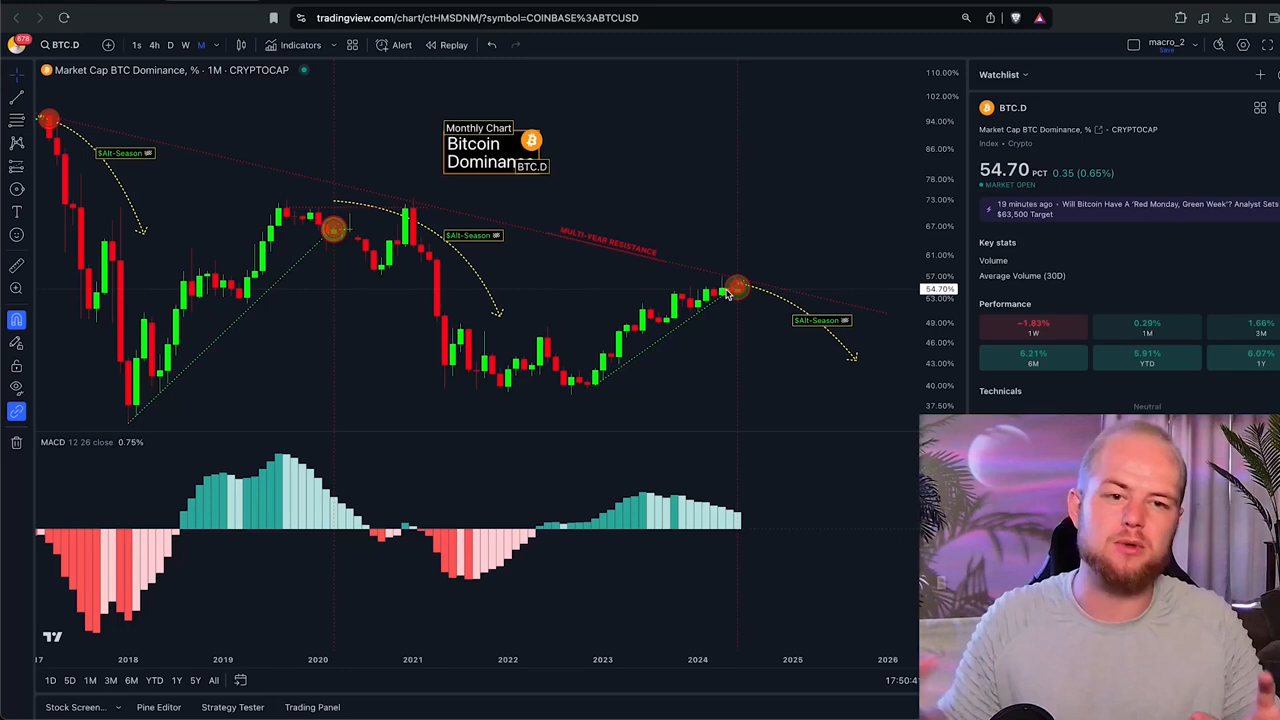 tradingview.com/chart/ctHMSDNM/?symbol=COINBASE%3ABTCUSD
678
BTC.D
1s 4h D W M
Indicators
Alert
Replay
macro_2
Save
Market Cap BTC Dominance, % · 1M · CRYPTOCAP
Watchlist
BTC.D
Market Cap BTC Dominance, %
CRYPTOCAP
Index • Crypto
54.70 PCT 0.35 (0.65%)
MARKET OPEN
19 minutes ago • Will Bitcoin Have A 'Red Monday, Green Week'? Analyst Sets
$63,500 Target
Key stats
Volume
Average Volume (30D)
Performance
−1.83%
1W
0.29%
1M
1.66%
3M
6.21%
6M
5.91%
YTD
6.07%
1Y
Technicals
Neutral
Monthly Chart
Bitcoin
BTC.D
$Alt-Season
$Alt-Season
MULTI-YEAR RESISTANCE
$Alt-Season
110.00%
102.00%
94.00%
86.00%
78.00%
73.00%
67.00%
61.00%
57.00%
54.70%
53.00%
49.00%
46.00%
43.00%
40.00%
37.50%
MACD 12 26 close 0.75%
17 2018 2019 2020 2021 2022 2023 2024 2025 2026
1D 5D 1M 3M 6M YTD 1Y 5Y All
Stock Screen...
Pine Editor
Strategy Tester
Trading Panel